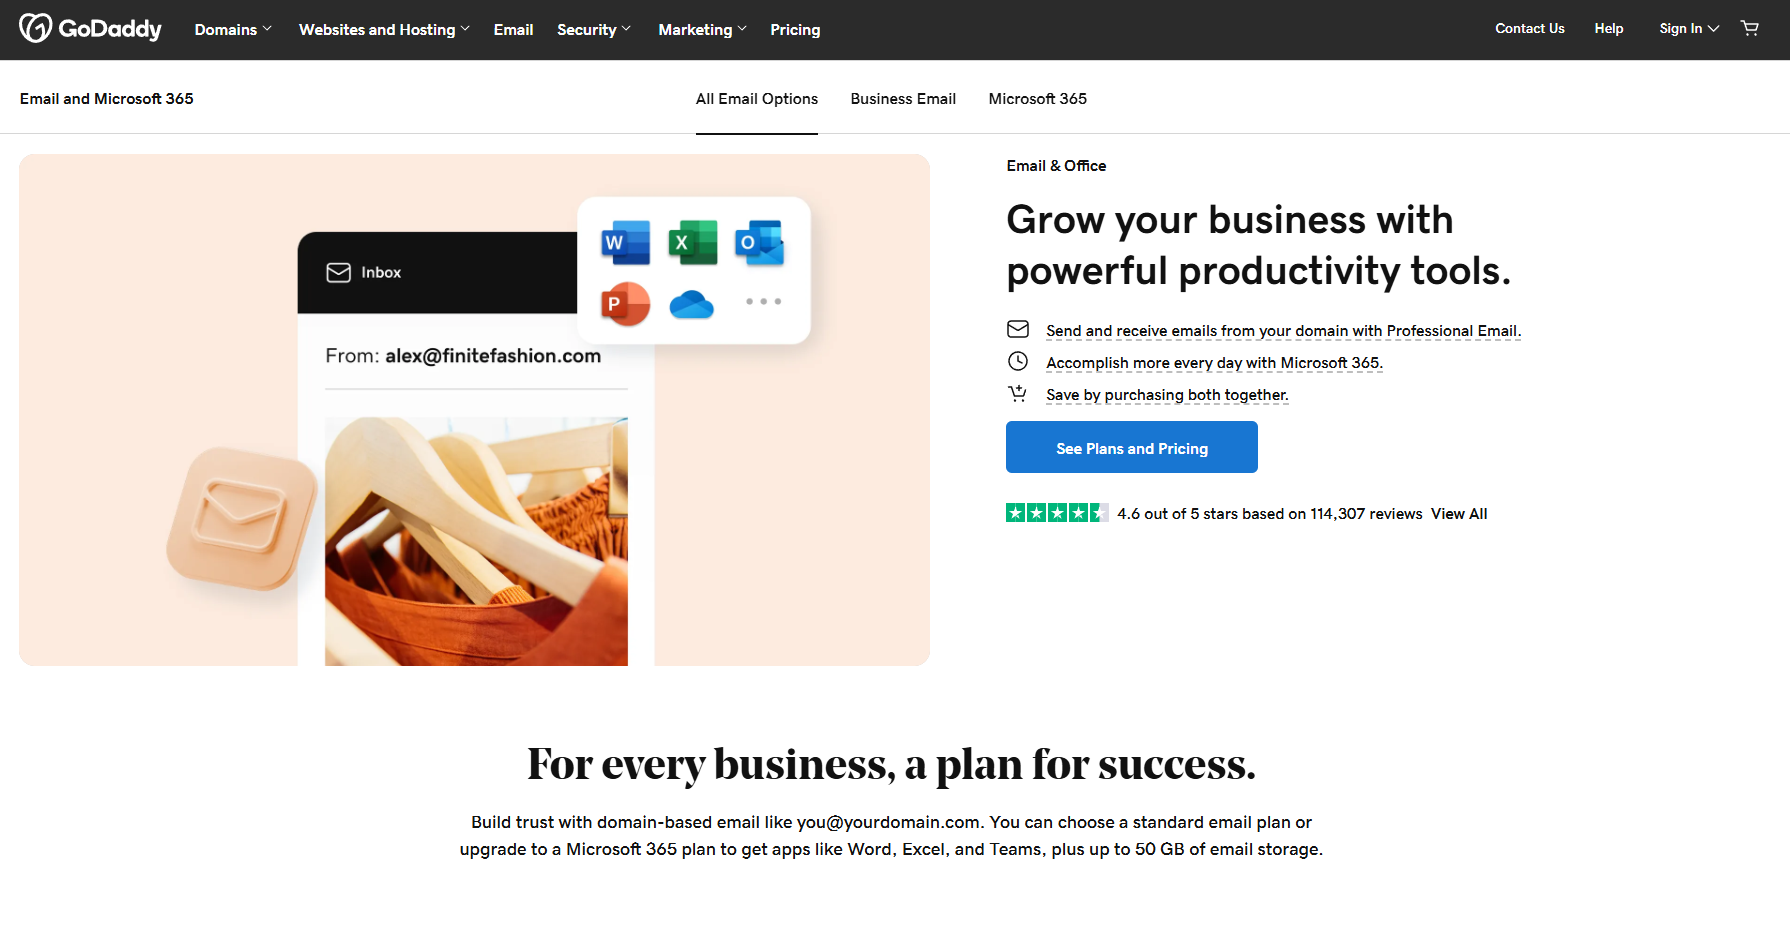 GoDaddy
Domains
Websites and Hosting
Email
Security
Marketing
Pricing
Contact Us
Help
Sign In
Email and Microsoft 365
All Email Options
Business Email
Microsoft 365
Inbox
W
X
O
P
From: alex@finitefashion.com
Email & Office
Grow your business with
powerful productivity tools.
Send and receive emails from your domain with Professional Email.
Accomplish more every day with Microsoft 365.
Save by purchasing both together.
See Plans and Pricing
4.6 out of 5 stars based on 114,307 reviews View All
For every business, a plan for success.
Build trust with domain-based email like you@yourdomain.com. You can choose a standard email plan or
upgrade to a Microsoft 365 plan to get apps like Word, Excel, and Teams, plus up to 50 GB of email storage.